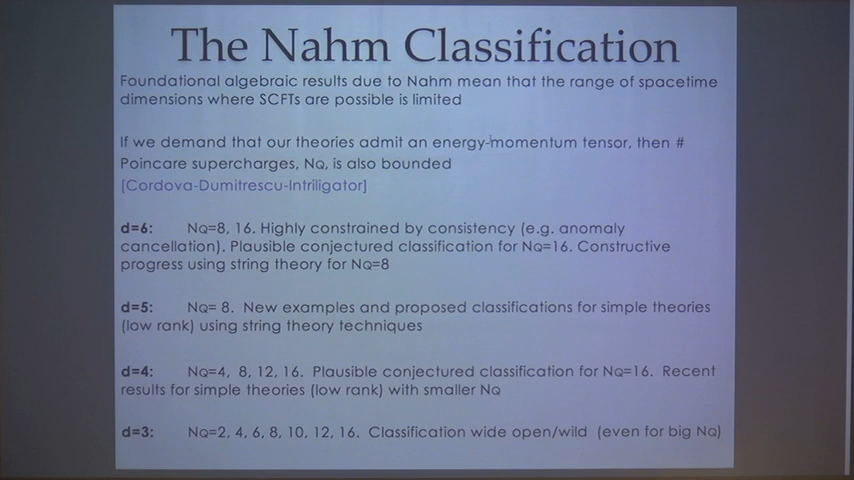 The Nahm Classification
Foundational algebraic results due to Nahm mean that the range of spacetime
dimensions where SCFTs are possible is limited
If we demand that our theories admit an energy-momentum tensor, then #
Poincare supercharges, NQ, is also bounded
[Cordova-Dumitrescu-Intriligator]
d=6: NQ=8, 16. Highly constrained by consistency (e.g. anomaly
cancellation). Plausible conjectured classification for NQ=16. Constructive
progress using string theory for NQ=8
d=5: NQ= 8. New examples and proposed classifications for simple theories
(low rank) using string theory techniques
d=4: NQ=4, 8, 12, 16. Plausible conjectured classification for NQ=16. Recent
results for simple theories (low rank) with smaller NQ
d=3: NQ=2, 4, 6, 8, 10, 12, 16. Classification wide open/wild (even for big NQ)